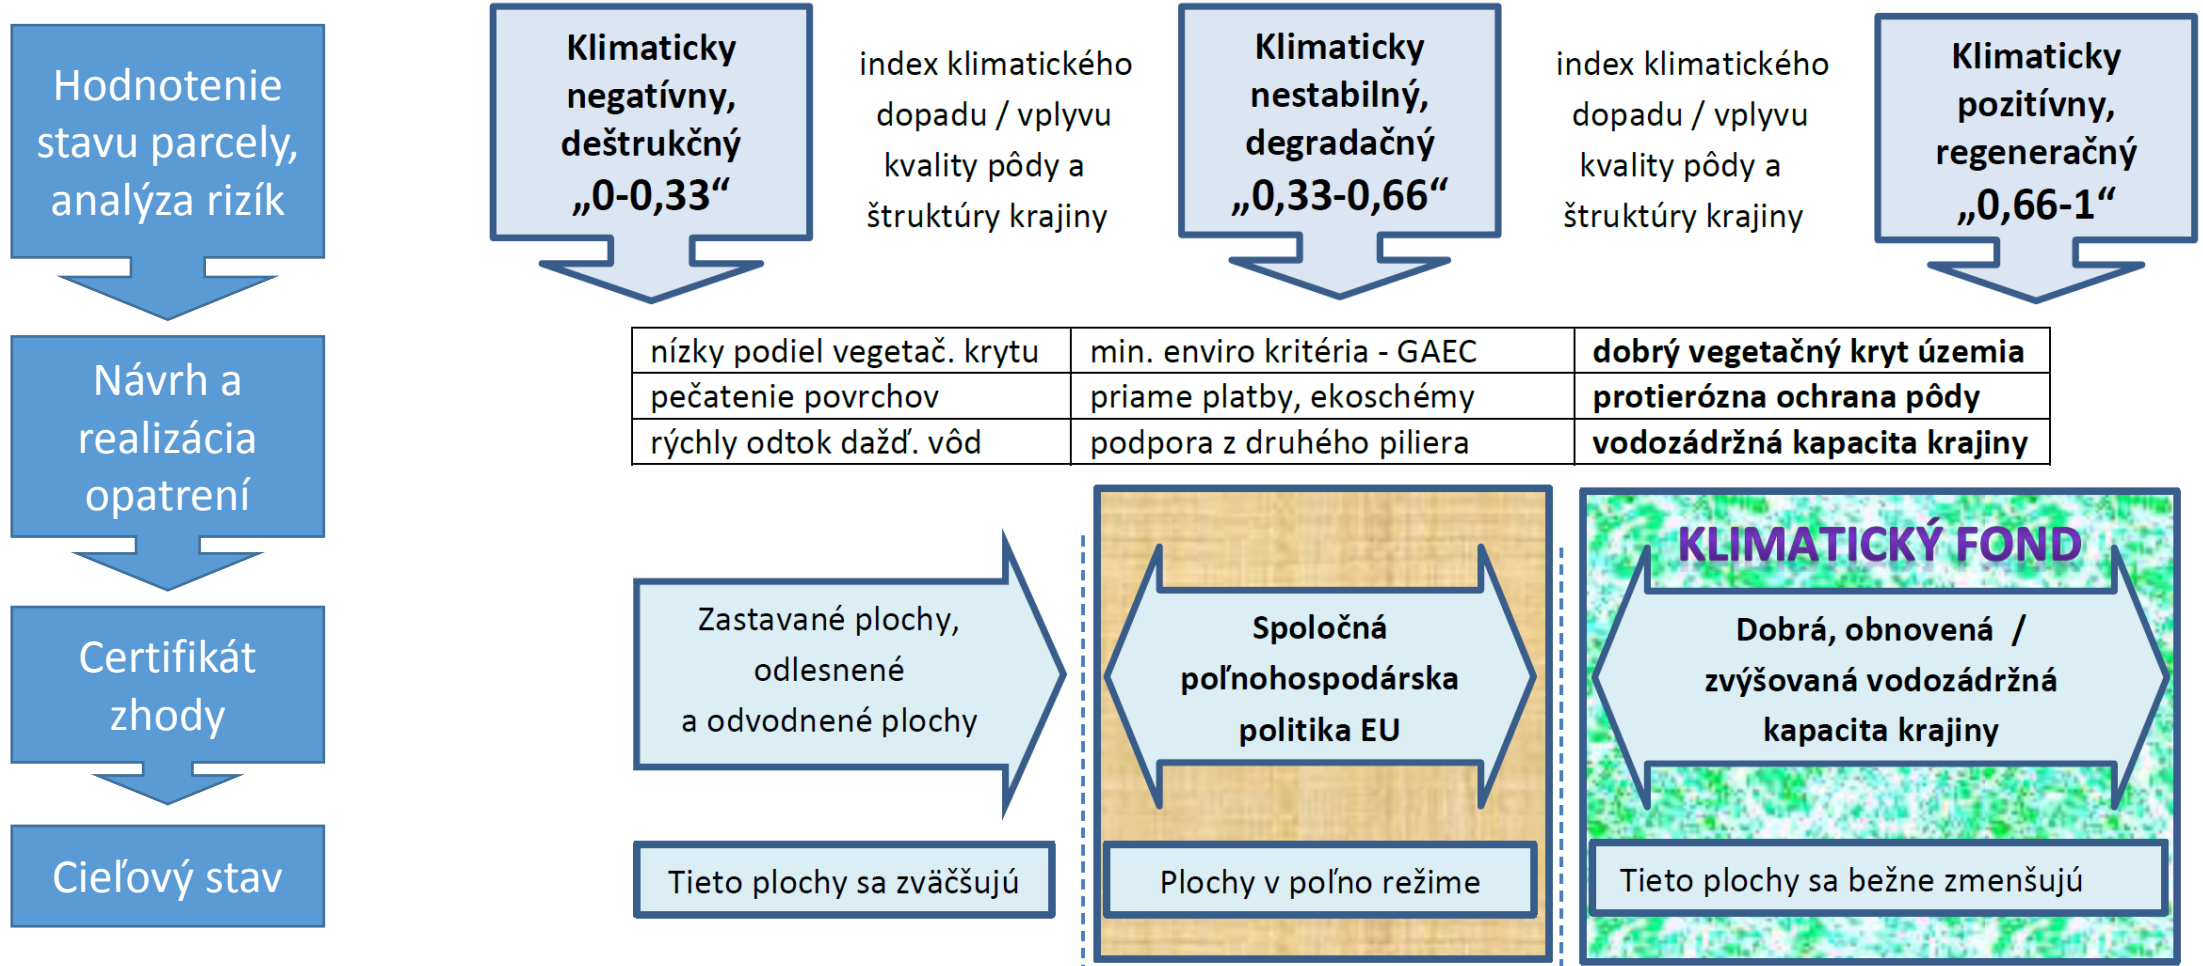 Hodnotenie
stavu parcely,
analýza rizík
Návrh a
realizácia
opatrení
Certifikát
zhody
Cieľový stav
Klimaticky
negatívny,
deštrukčný
„0-0,33“
index klimatického
dopadu / vplyvu
kvality pôdy a
štruktúry krajiny
Klimaticky
nestabilný,
degradačný
„0,33-0,66“
index klimatického
dopadu / vplyvu
kvality pôdy a
štruktúry krajiny
Klimaticky
pozitívny,
regeneračný
„0,66-1“
nízky podiel vegetač. krytu
min. enviro kritéria - GAEC
dobrý vegetačný kryt územia
pečatenie povrchov
priame platby, ekoschémy
protierózna ochrana pôdy
rýchly odtok dažď. vôd
podpora z druhého piliera
vodozádržná kapacita krajiny
Zastavané plochy,
odlesnené
a odvodnené plochy
Spoločná
poľnohospodárska
politika EU
KLIMATICKÝ FOND
Dobrá, obnovená /
zvýšovaná vodozádržná
kapacita krajiny
Tieto plochy sa zväčšujú
Plochy v poľno režime
Tieto plochy sa bežne zmenšujú